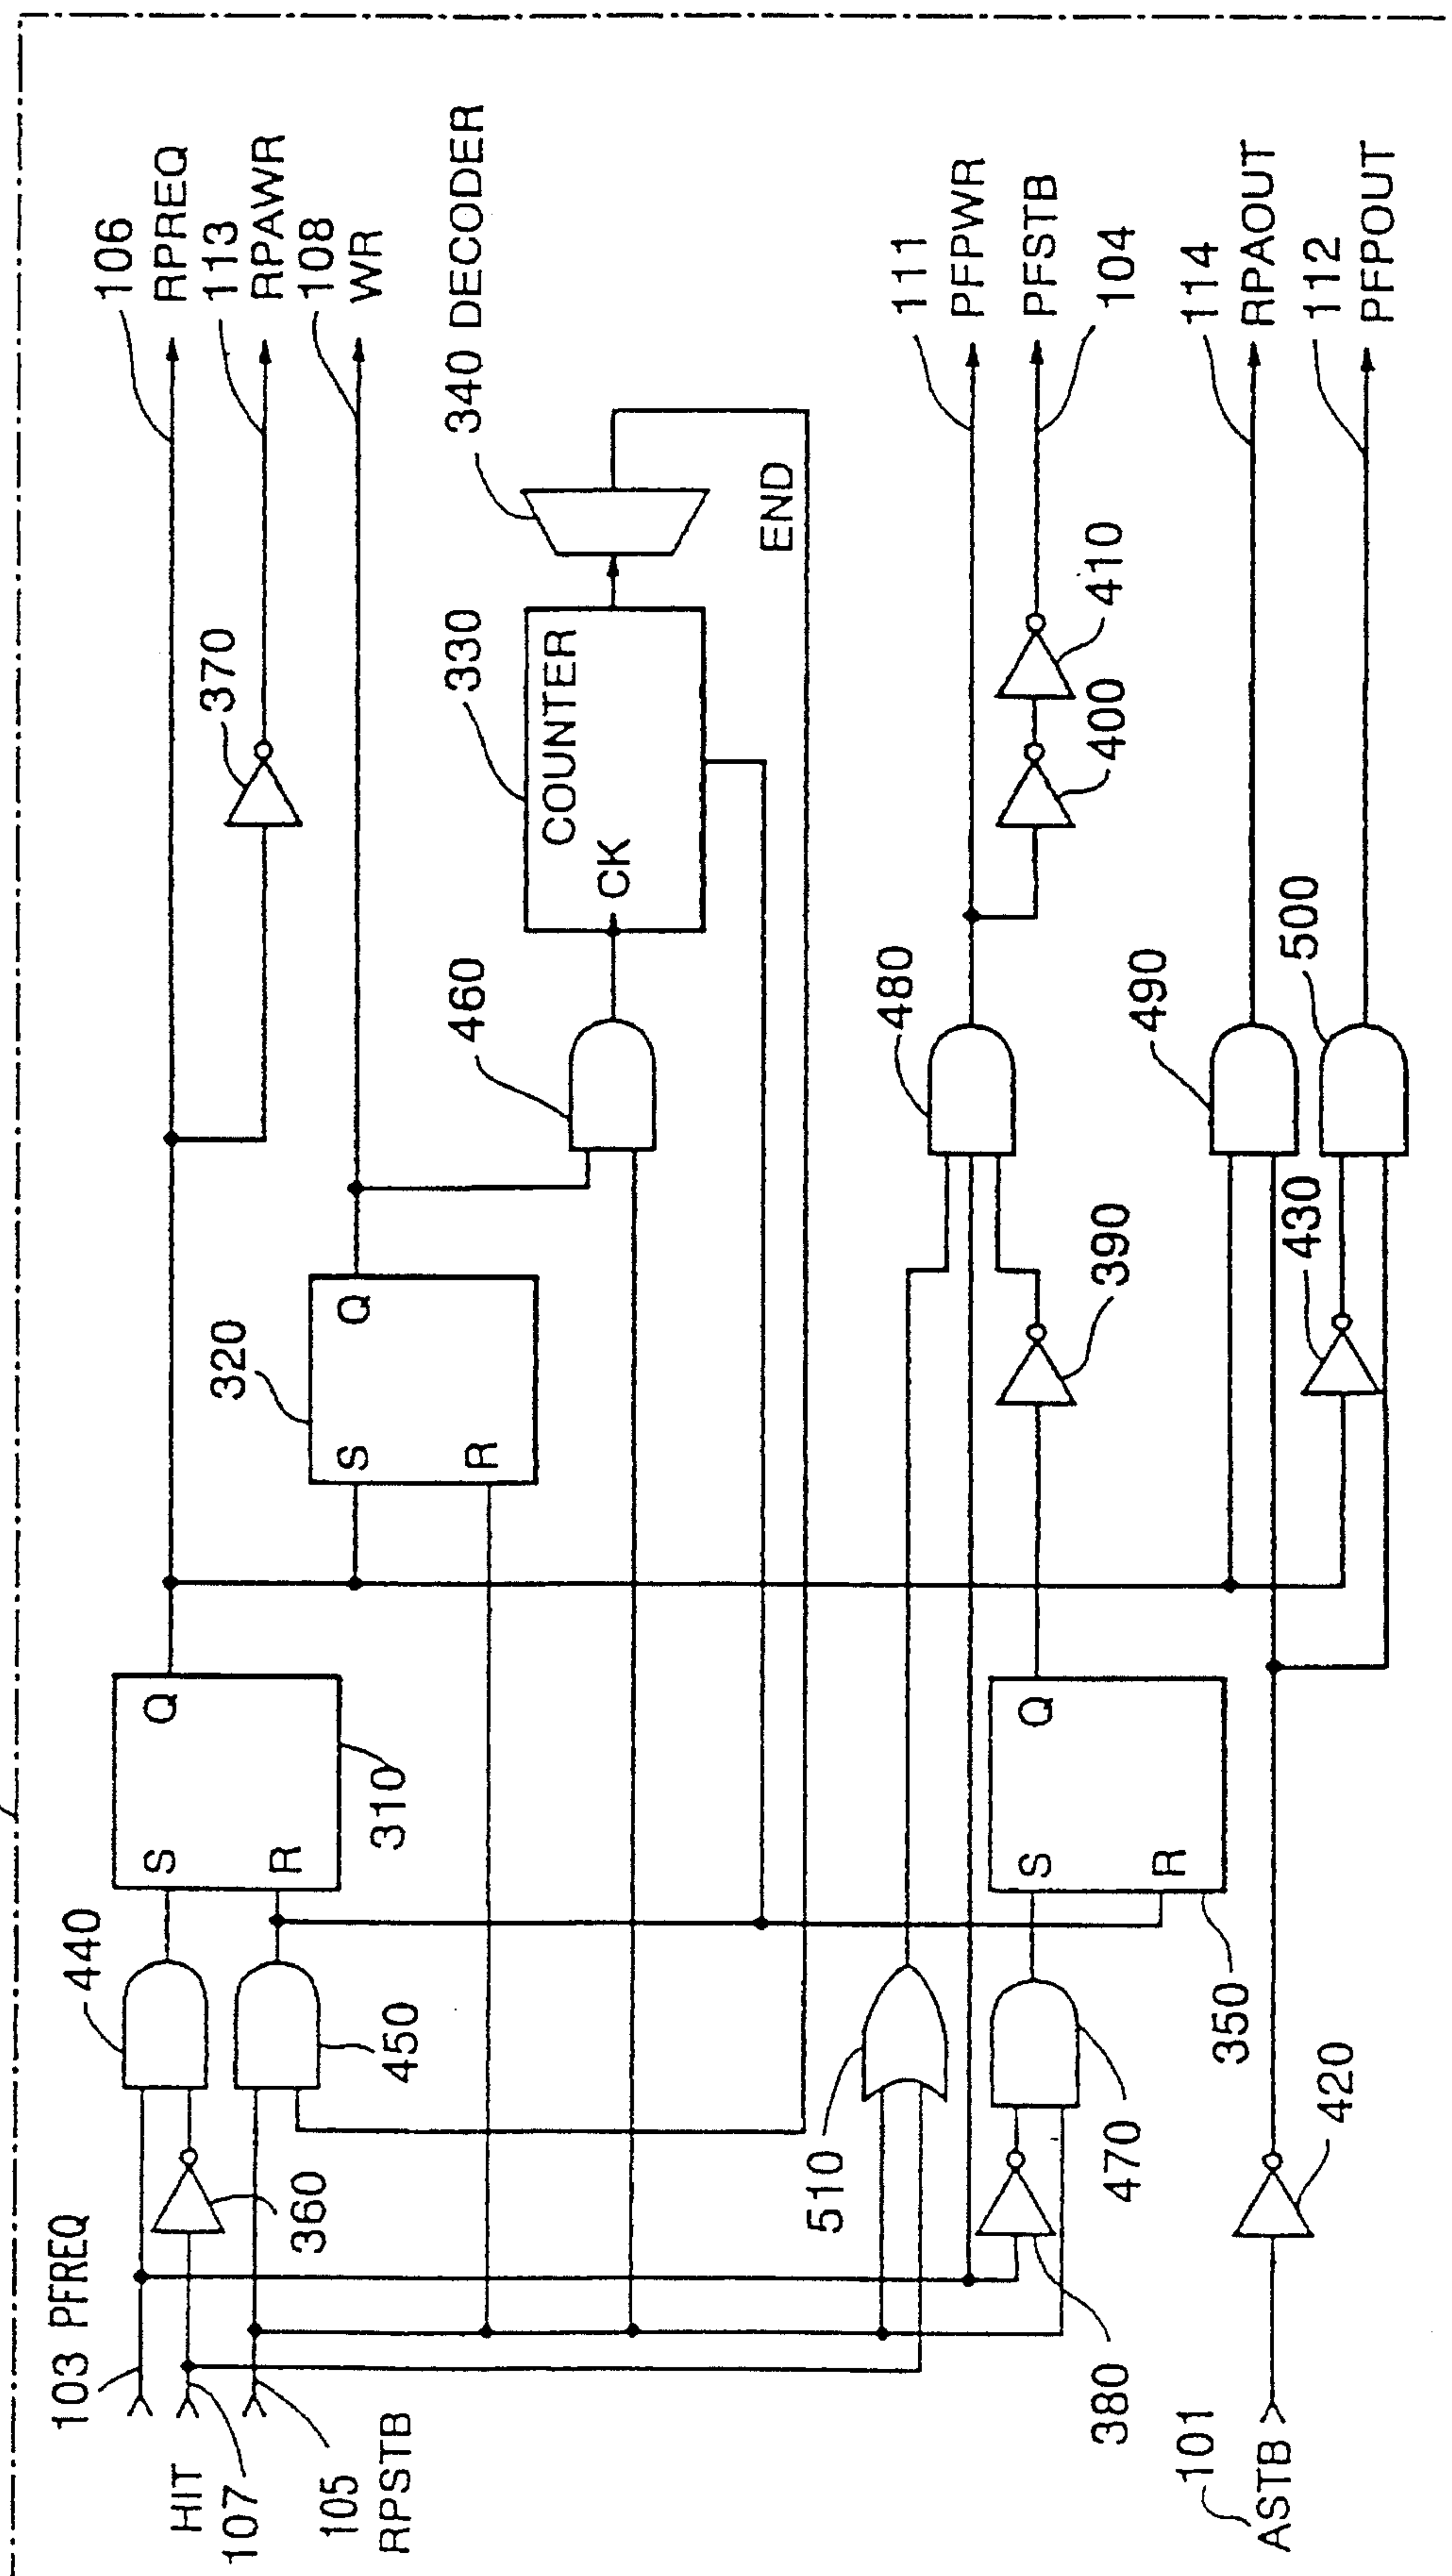 103 PFREQ
HIT
107
105
RPSTB
360
440
450
S
Q
R
310
320
S
Q
R
370
106
RPREQ
113
RPAWR
108
WR
460
330
COUNTER
CK
340 DECODER
END
510
380
470
S
Q
R
350
390
480
400
410
111
PFPWR
PFSTB
104
101
ASTB
420
430
490
500
114
RPAOUT
112
PFPOUT